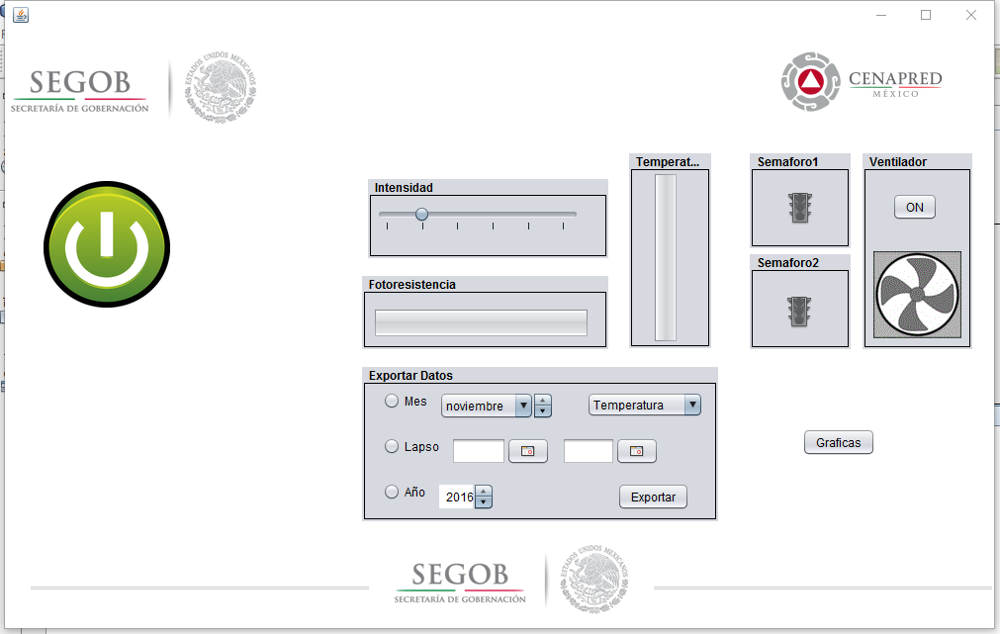 SEGOB
SECRETARÍA DE GOBERNACIÓN
ESTADOS UNIDOS MEXICANOS
CENAPRED
MÉXICO
Temperat...
Semaforo1
Ventilador
Intensidad
ON
Semaforo2
Fotoresistencia
Exportar Datos
Mes noviembre Temperatura
Lapso
Graficas
Año 2016 Exportar
SEGOB
SECRETARÍA DE GOBERNACIÓN
ESTADOS UNIDOS MEXICANOS